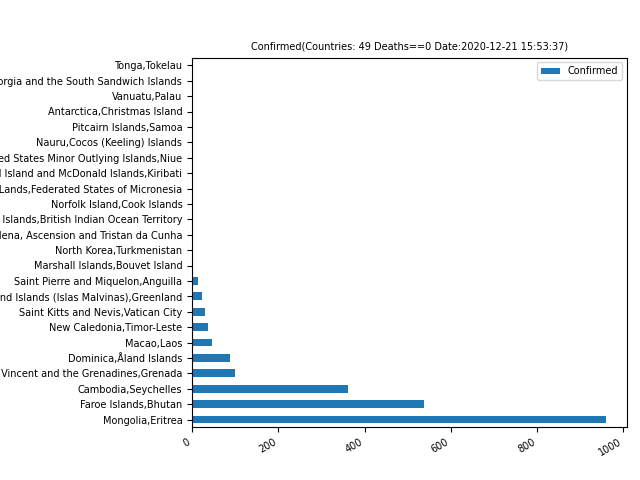 Confirmed(Countries: 49 Deaths==0 Date:2020-12-21 15:53:37)
Confirmed
Tonga,Tokelau
and the South Sandwich Islands
Vanuatu,Palau
Antarctica,Christmas Island
Pitcairn Islands,Samoa
Nauru,Cocos (Keeling) Islands
States Minor Outlying Islands,Niue
Island and McDonald Islands,Kiribati
Lands,Federated States of Micronesia
Norfolk Island,Cook Islands
Islands,British Indian Ocean Territory
Ascension and Tristan da Cunha
North Korea,Turkmenistan
Marshall Islands,Bouvet Island
Saint Pierre and Miquelon,Anguilla
Islands (Islas Malvinas),Greenland
Saint Kitts and Nevis,Vatican City
New Caledonia,Timor-Leste
Macao,Laos
Dominica,Åland Islands
Vincent and the Grenadines,Grenada
Cambodia,Seychelles
Faroe Islands,Bhutan
Mongolia,Eritrea
0 200 400 600 800 1000